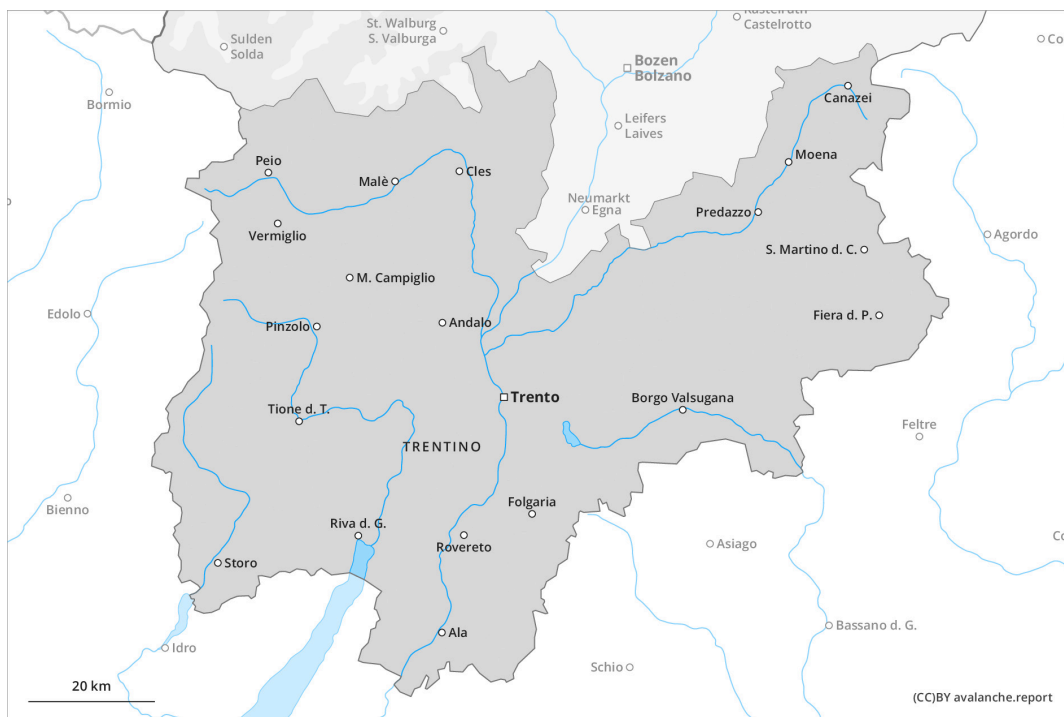 St. Walburg
S. Valburga
Kastelruth
Castelrotto
Sulden
Solda
Bozen
Bolzano
Bormio
Canazei
Leifers
Laives
Moena
Peio
Malè
Cles
Neumarkt
Egna
Predazzo
Vermiglio
Agordo
S. Martino d. C.
M. Campiglio
Edolo
Pinzolo
Andalo
Fiera d. P.
Trento
Borgo Valsugana
Tione d. T.
Feltre
TRENTINO
Bienno
Folgaria
Riva d. G.
Rovereto
Asiago
Storo
Ala
Bassano d. G.
Idro
Schio
20 km
(CC)BY avalanche.report